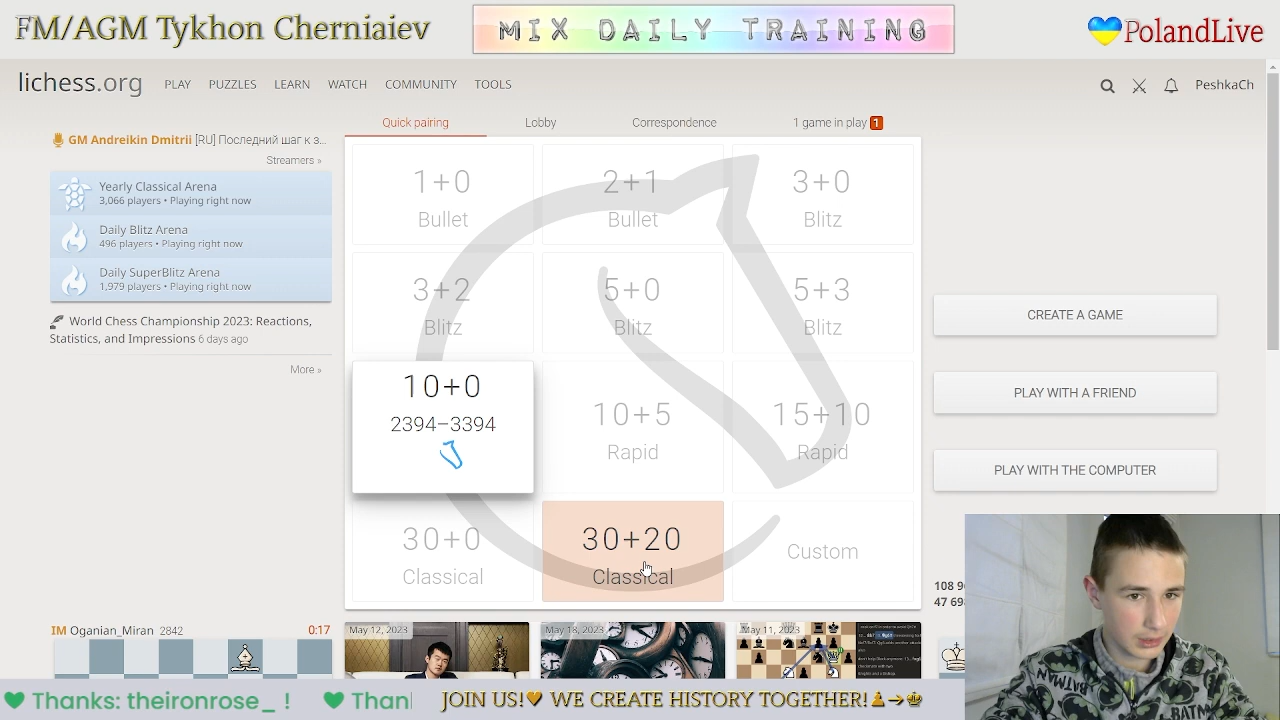 FM/AGM Tykhon Cherniaiev
MIX DAILY TRAINING
PolandLive
lichess.org
PLAY
PUZZLES
LEARN
WATCH
COMMUNITY
TOOLS
PeshkaCh
GM Andreikin Dmitrii [RU] Последний шаг к з...
Streamers »
Yearly Classical Arena
3,066 players • Playing right now
Daily Blitz Arena
496 players • Playing right now
Daily SuperBlitz Arena
1,979 players • Playing right now
World Chess Championship 2023: Reactions,
Statistics, and Impressions 6 days ago
More »
Quick pairing
Lobby
Correspondence
1 game in play 1
1+0
Bullet
2+1
Bullet
3+0
Blitz
3+2
Blitz
5+0
Blitz
5+3
Blitz
10+0
2394–3394
10+5
Rapid
15+10
Rapid
30+0
Classical
30+20
Classical
Custom
CREATE A GAME
PLAY WITH A FRIEND
PLAY WITH THE COMPUTER
IM Oganian_Miran 2842
0:17
May 12, 2023
May 18, 2023
May 11, 2023
BATMAN
Thanks: theironrose_ !
Than
JOIN US! WE CREATE HISTORY TOGETHER!